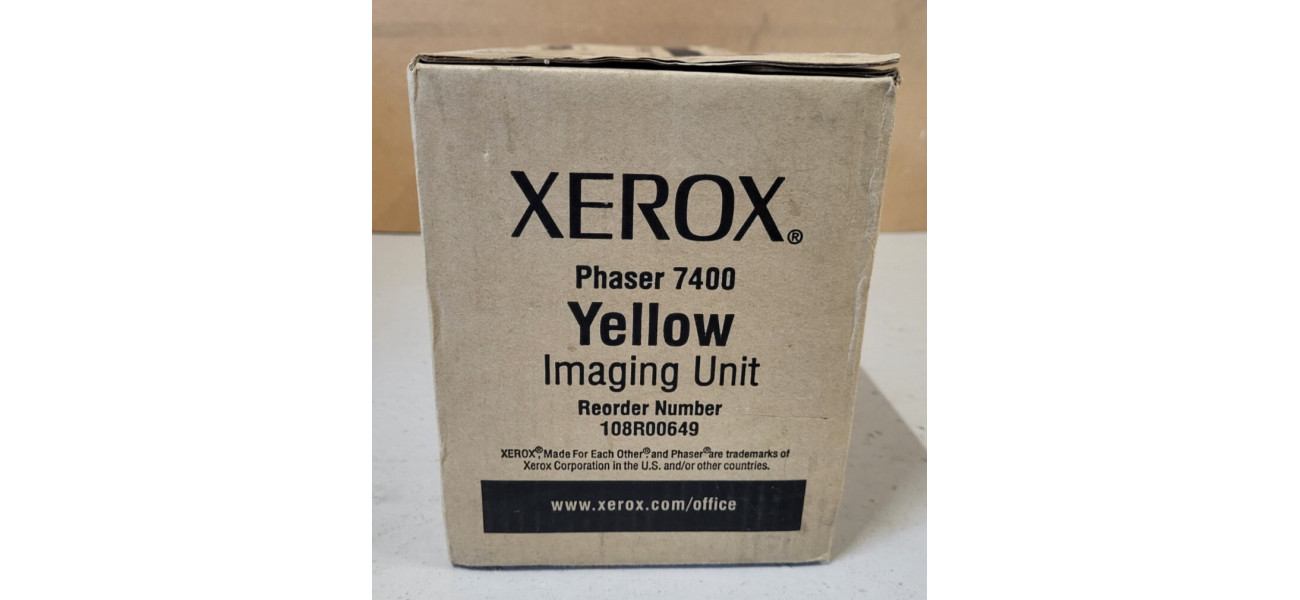 XEROX®
Phaser 7400
Yellow
Imaging Unit
Reorder Number
108R00649
XEROX®, Made For Each Other®, and Phaser® are trademarks of
Xerox Corporation in the U.S. and/or other countries.
www.xerox.com/office